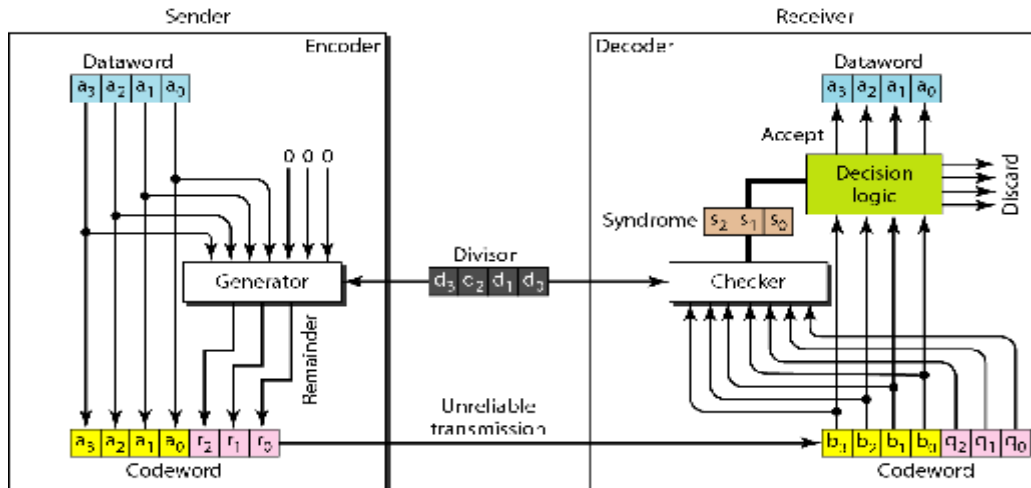 Sender
Receiver
Encoder
Decoder
Dataword
a3 a2 a1 a0
0 0 0
Generator
Remainder
a3 a2 a1 a0 r2 r1 r0
Codeword
Divisor
d3 d2 d1 d0
Unreliable
transmission
Dataword
a3 a2 a1 a0
Accept
Decision
logic
Discard
Syndrome
s2 s1 s0
Checker
b3 b2 b1 b0 q2 q1 q0
Codeword